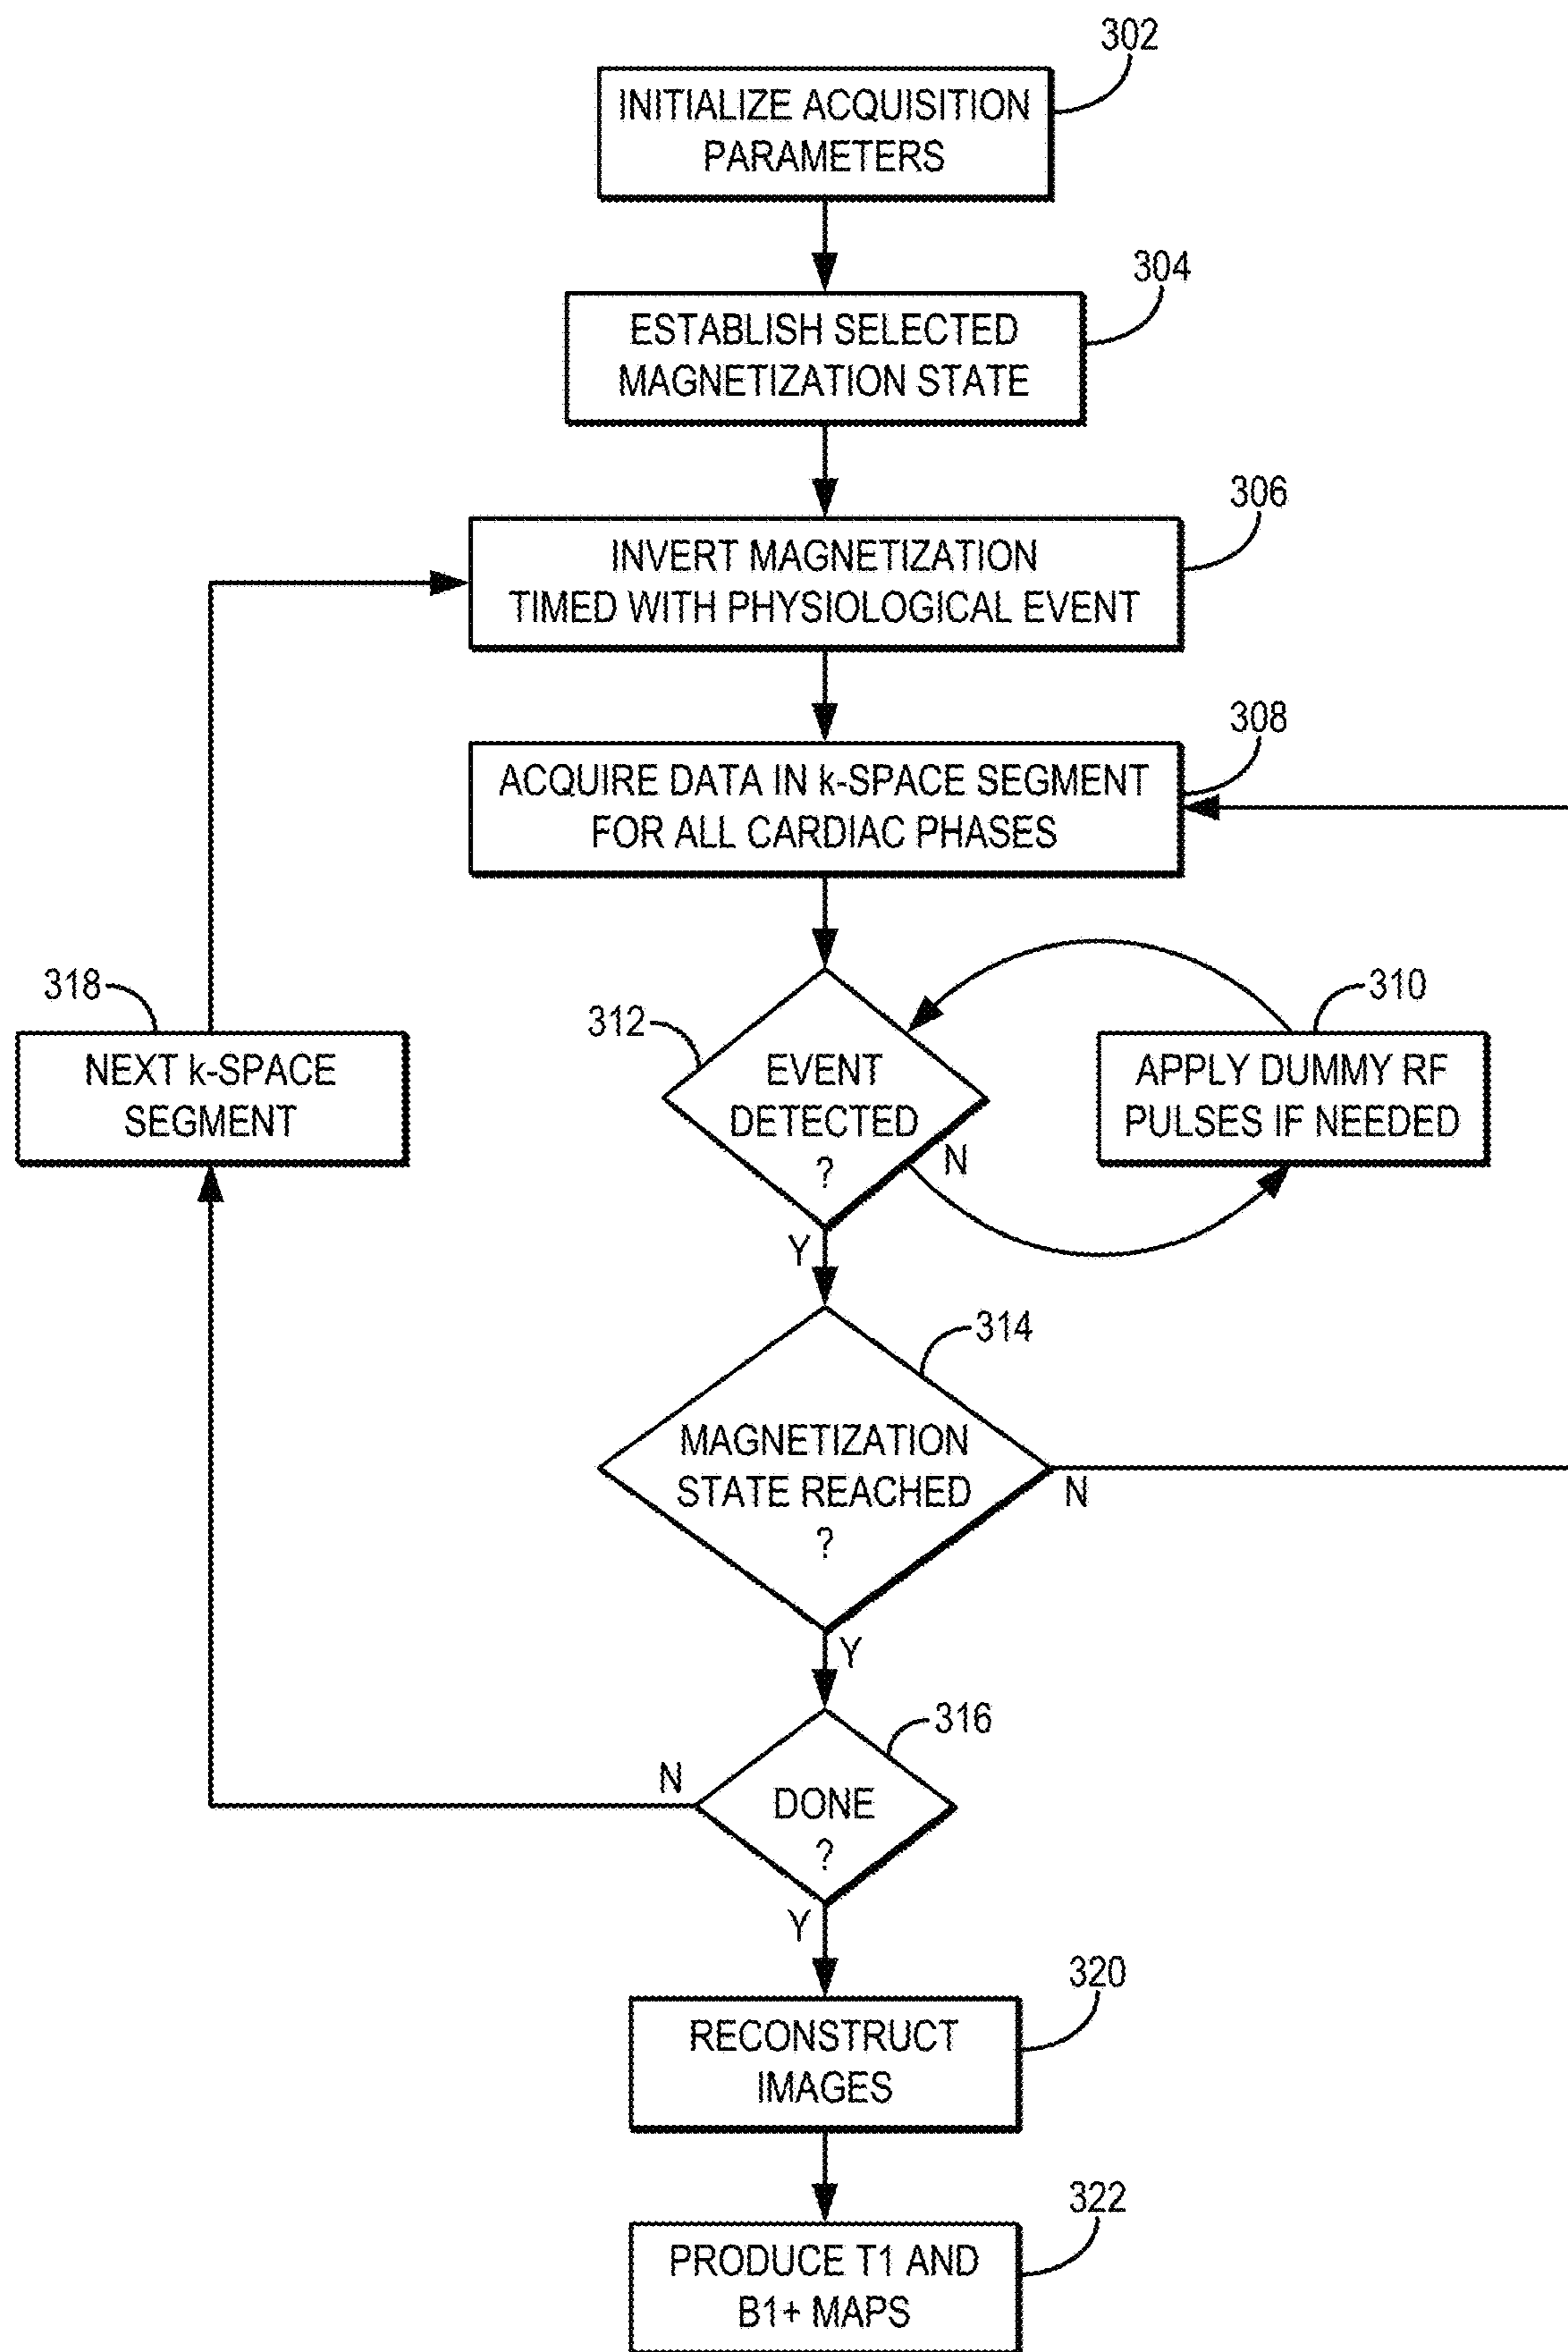 302
INITIALIZE ACQUISITION
PARAMETERS
304
ESTABLISH SELECTED
MAGNETIZATION STATE
306
INVERT MAGNETIZATION
TIMED WITH PHYSIOLOGICAL EVENT
308
ACQUIRE DATA IN k-SPACE SEGMENT
FOR ALL CARDIAC PHASES
318
NEXT k-SPACE
SEGMENT
312
EVENT
DETECTED
?
N
Y
310
APPLY DUMMY RF
PULSES IF NEEDED
314
MAGNETIZATION
STATE REACHED
?
N
Y
316
DONE
?
N
Y
320
RECONSTRUCT
IMAGES
322
PRODUCE T1 AND
B1+ MAPS